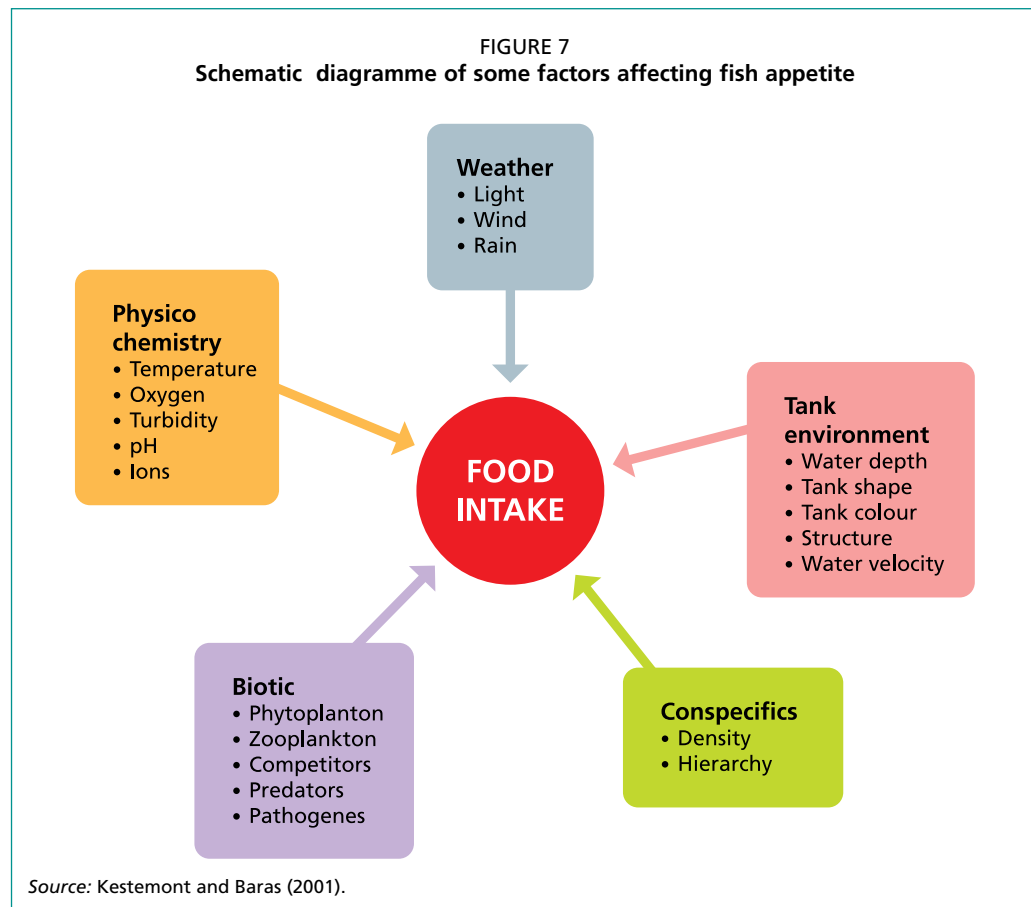 FIGURE 7
Schematic diagramme of some factors affecting fish appetite
Weather
• Light
• Wind
• Rain
Physico
chemistry
• Temperature
• Oxygen
• Turbidity
• pH
• Ions
Tank
environment
• Water depth
• Tank shape
• Tank colour
• Structure
• Water velocity
FOOD
INTAKE
Biotic
• Phytoplanton
• Zooplankton
• Competitors
• Predators
• Pathogenes
Conspecifics
• Density
• Hierarchy
Source: Kestemont and Baras (2001).